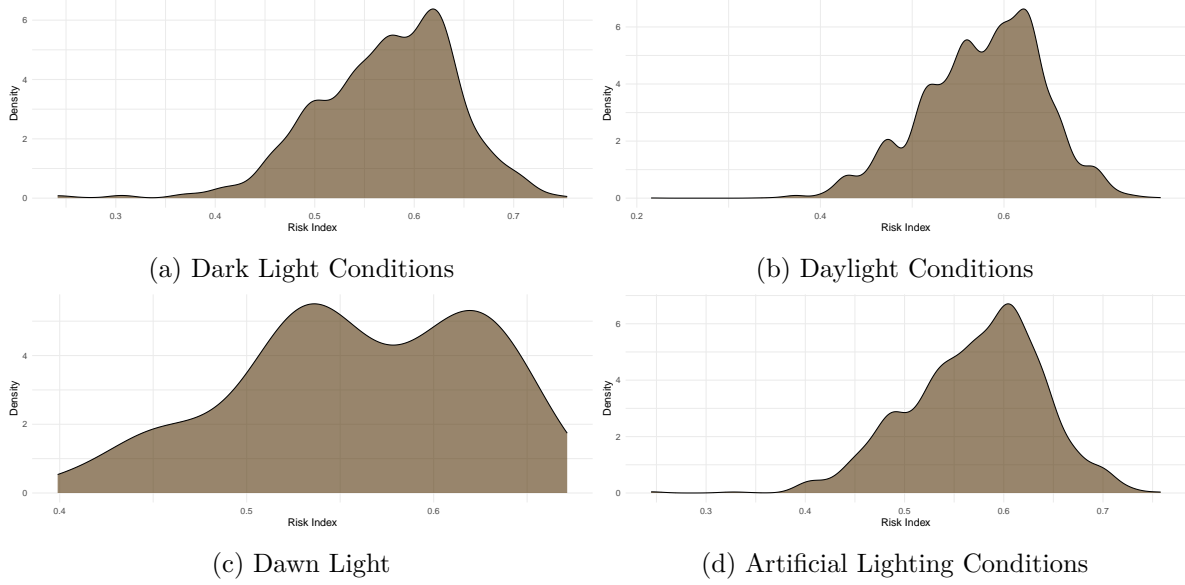 6
4
2
0
Density
0.3
0.4
0.5
0.6
0.7
Risk Index
(a) Dark Light Conditions
6
4
2
0
Density
0.2
0.4
0.6
Risk Index
(b) Daylight Conditions
4
2
0
Density
0.4
0.5
0.6
Risk Index
(c) Dawn Light
6
4
2
0
Density
0.3
0.4
0.5
0.6
0.7
Risk Index
(d) Artificial Lighting Conditions